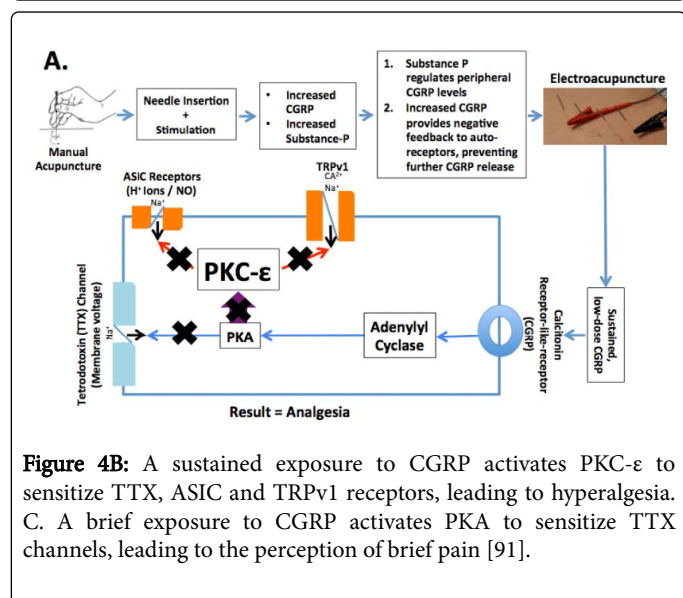 A.
Manual
Acupuncture
Needle Insertion
+
Stimulation
• Increased
CGRP
• Increased
Substance-P
1. Substance P
regulates peripheral
CGRP levels
2. Increased CGRP
provides negative
feedback to auto-
receptors, preventing
further CGRP release
Electroacupuncture
ASIC Receptors
(H⁺ Ions / NO)
Na⁺
TRPv1
CA²⁺
Na⁺
PKC-ε
Tetrodotoxin (TTX) Channel
(Membrane voltage)
Na⁺
PKA
Adenylyl
Cyclase
Calcitonin
Receptor-like-receptor
(CGRP)
Sustained,
low-dose CGRP
Result = Analgesia
Figure 4B: A sustained exposure to CGRP activates PKC-ε to
sensitize TTX, ASIC and TRPv1 receptors, leading to hyperalgesia.
C. A brief exposure to CGRP activates PKA to sensitize TTX
channels, leading to the perception of brief pain [91].